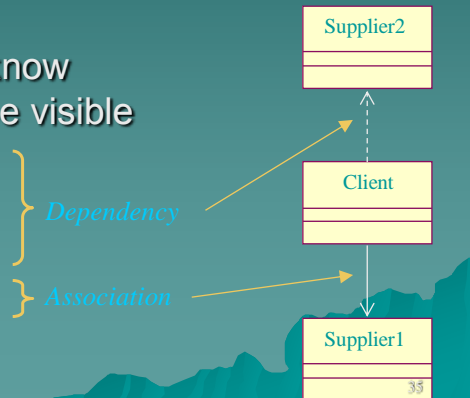 Supplier2
now
e visible
Client
Dependency
Association
Supplier1
35